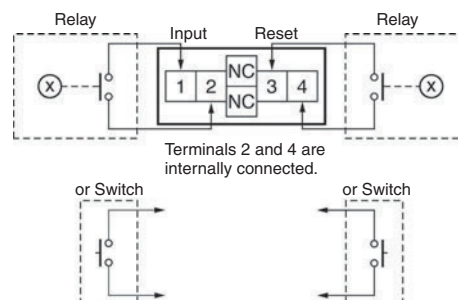 Relay Input Reset Relay
X 1 2 NC NC 3 4 X
Terminals 2 and 4 are
internally connected.
or Switch or Switch